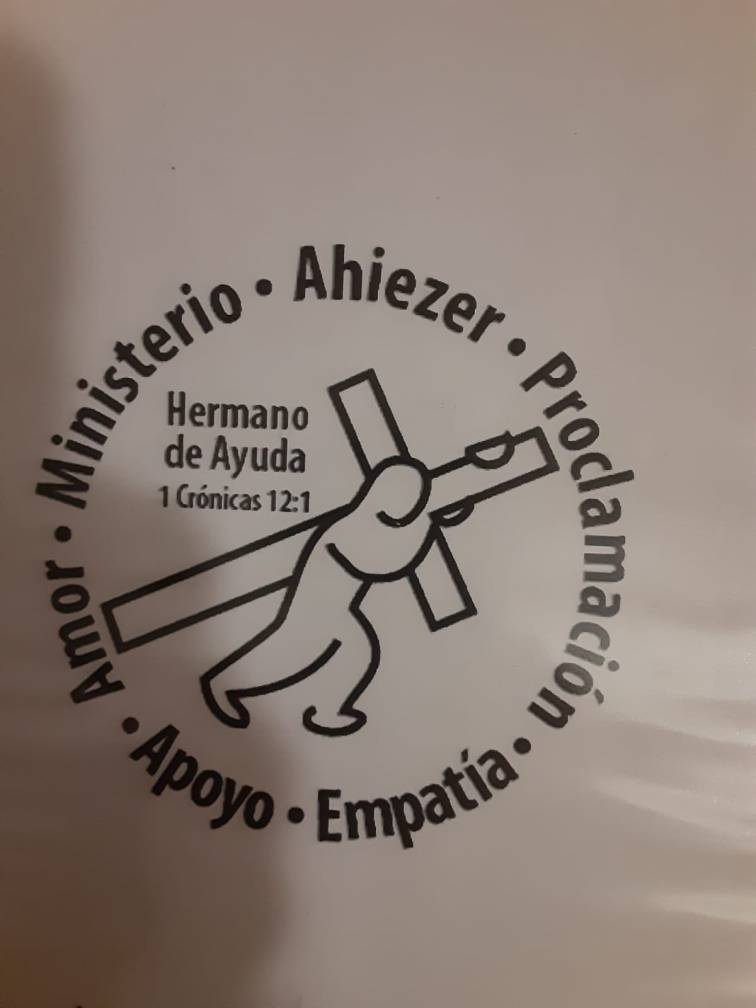 Ministerio • Ahiezer • Proclamación • Empatía • Apoyo • Amor •
Hermano
de Ayuda
1 Crónicas 12:1